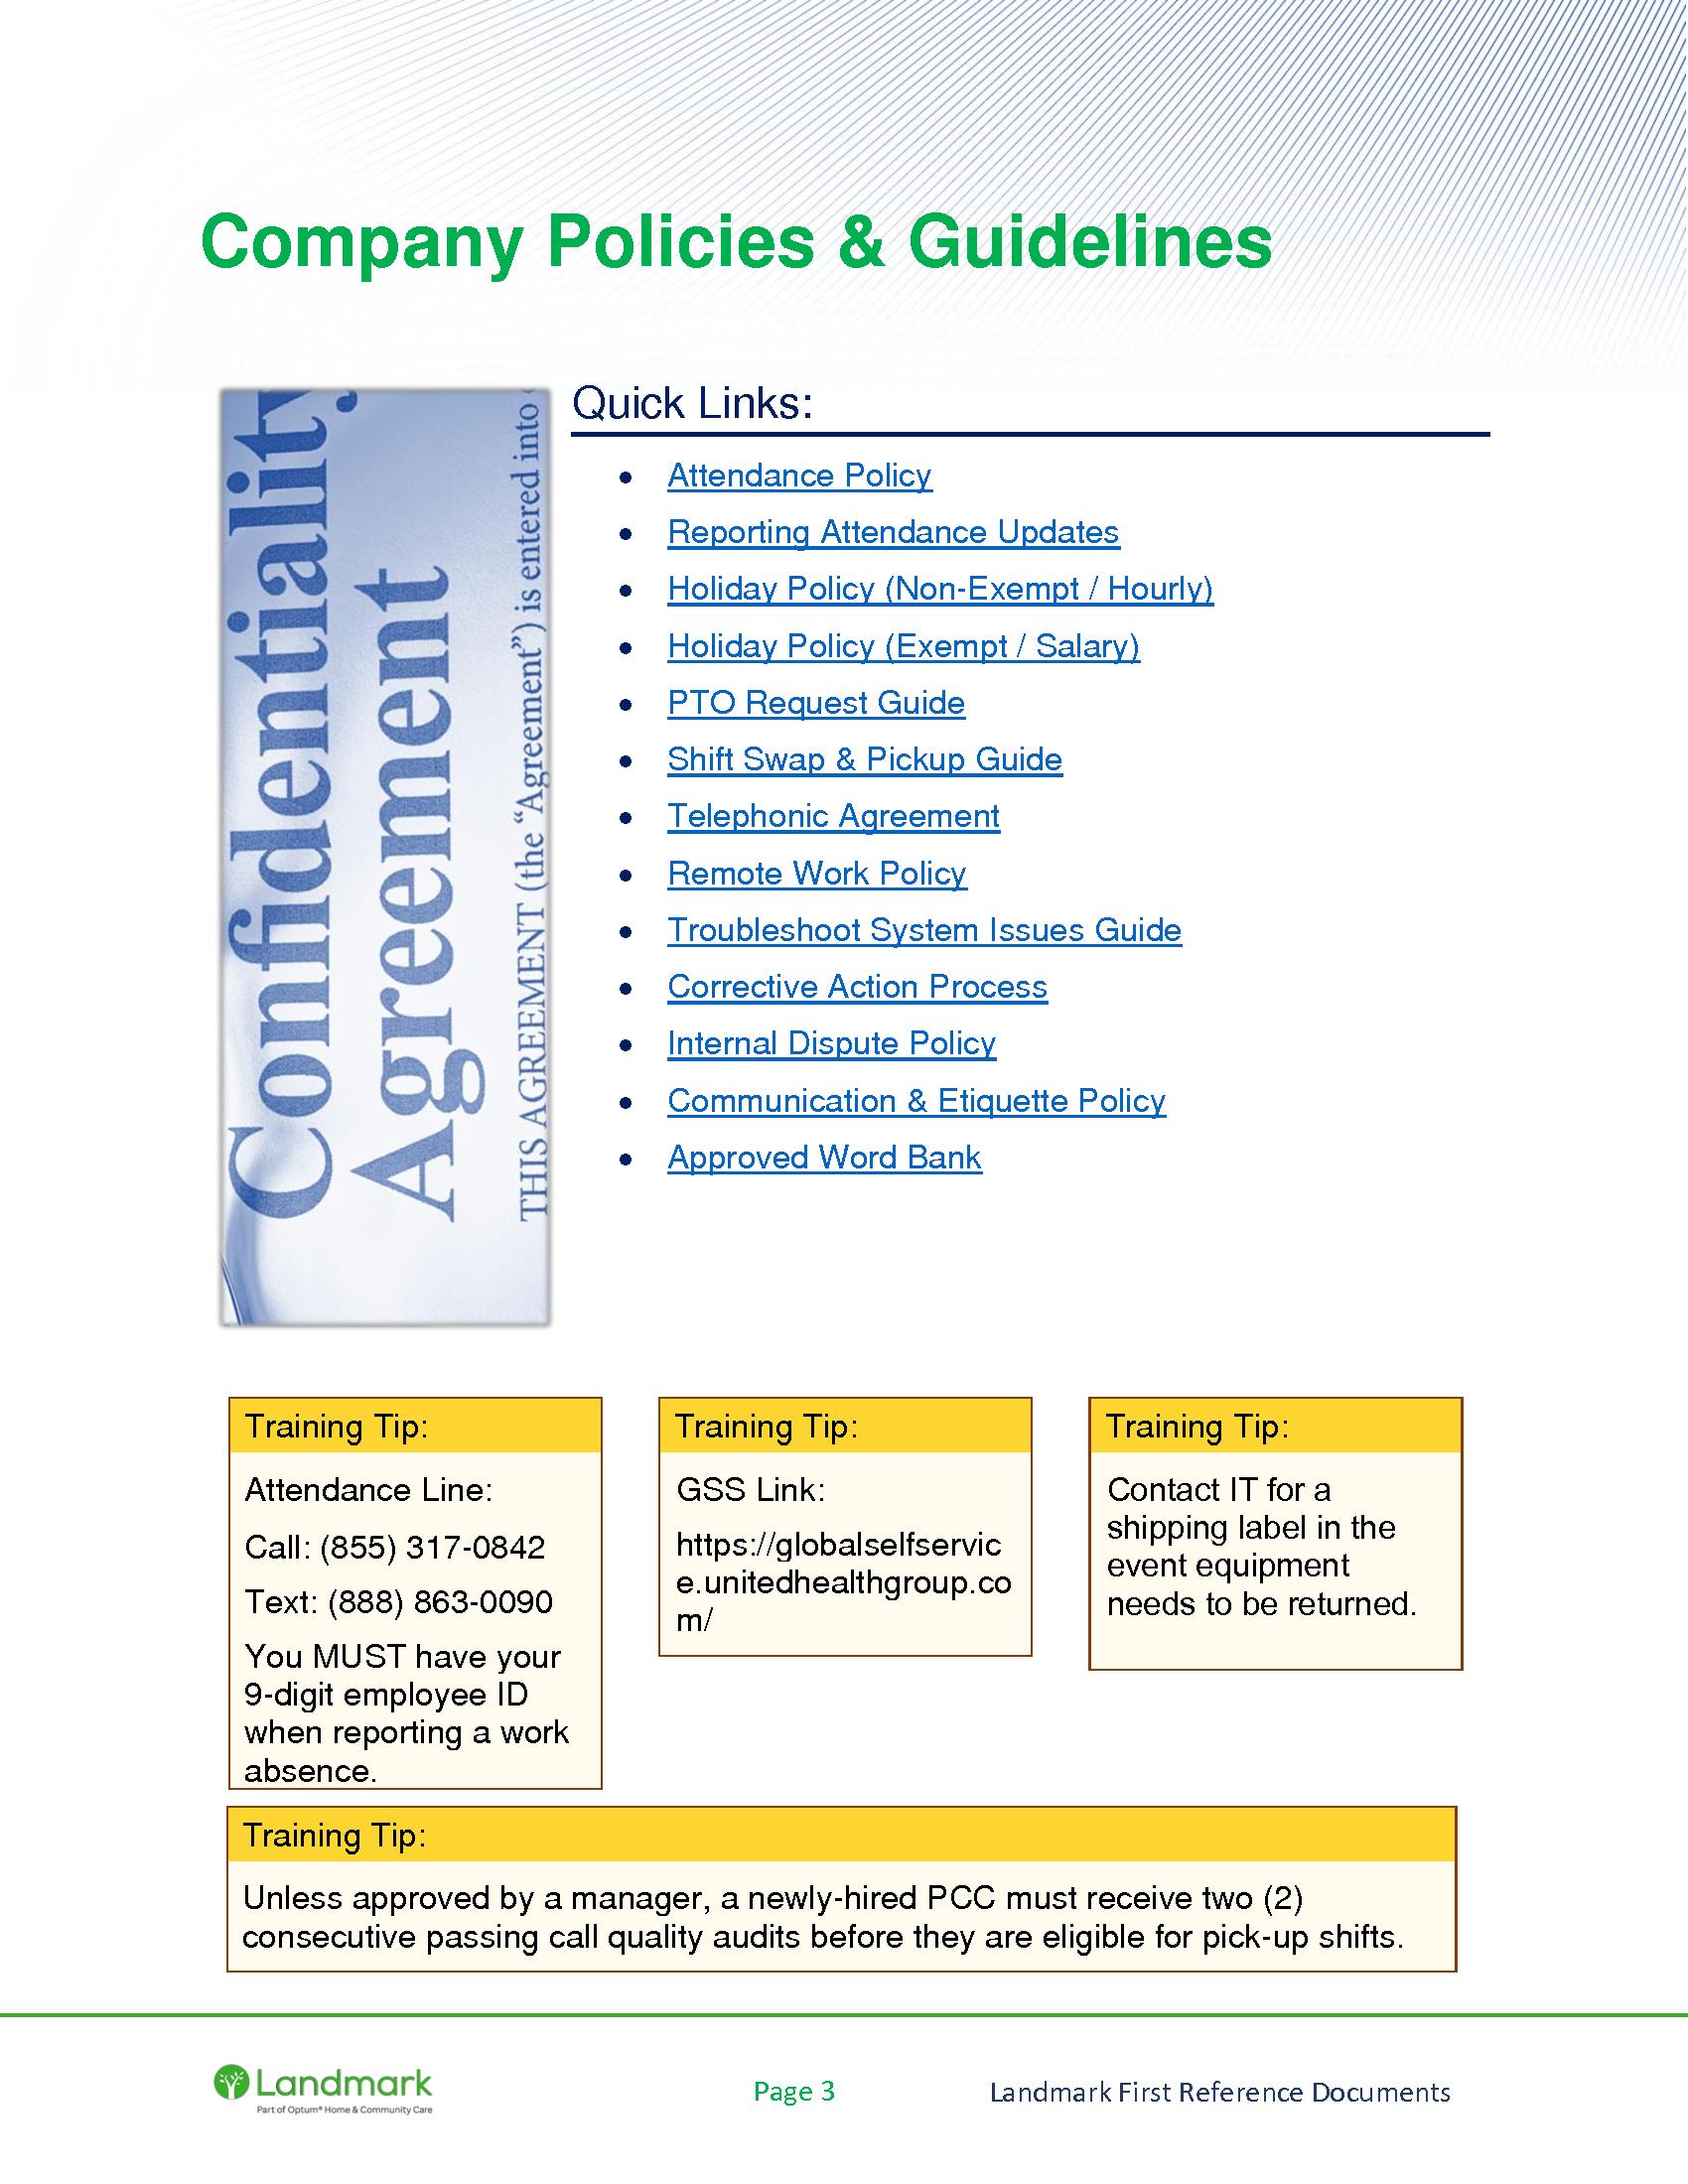 Company Policies & Guidelines
Confidentiality
Agreement
THIS AGREEMENT (the “Agreement”) is entered into
Quick Links:
• Attendance Policy
• Reporting Attendance Updates
• Holiday Policy (Non-Exempt / Hourly)
• Holiday Policy (Exempt / Salary)
• PTO Request Guide
• Shift Swap & Pickup Guide
• Telephonic Agreement
• Remote Work Policy
• Troubleshoot System Issues Guide
• Corrective Action Process
• Internal Dispute Policy
• Communication & Etiquette Policy
• Approved Word Bank
Training Tip:
Attendance Line:
Call: (855) 317-0842
Text: (888) 863-0090
You MUST have your
9-digit employee ID
when reporting a work
absence.
Training Tip:
GSS Link:
https://globalselfservic
e.unitedhealthgroup.co
m/
Training Tip:
Contact IT for a
shipping label in the
event equipment
needs to be returned.
Training Tip:
Unless approved by a manager, a newly-hired PCC must receive two (2)
consecutive passing call quality audits before they are eligible for pick-up shifts.
Landmark
Part of Optum® Home & Community Care
Page 3
Landmark First Reference Documents